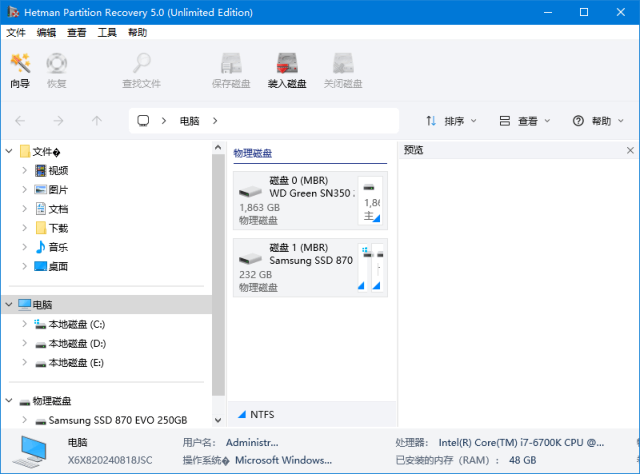 Hetman Partition Recovery 5.0 (Unlimited Edition)
文件 编辑 查看 工具 帮助
向导 恢复 查找文件 保存磁盘 装入磁盘 关闭磁盘
电脑 排序 查看 帮助
文件�
视频
图片
文档
下载
音乐
桌面
电脑
本地磁盘 (C:)
本地磁盘 (D:)
本地磁盘 (E:)
物理磁盘
Samsung SSD 870 EVO 250GB
物理磁盘
磁盘 0 (MBR)
WD Green SN350
1,863 GB
物理磁盘
1,8
主
磁盘 1 (MBR)
Samsung SSD 870
232 GB
物理磁盘
NTFS
预览
电脑 用户名: Administr... 处理器: Intel(R) Core(TM) i7-6700K CPU @...
X6X820240818JSC 操作系统� Microsoft Windows... 已安装的内存（RAM）: 48 GB